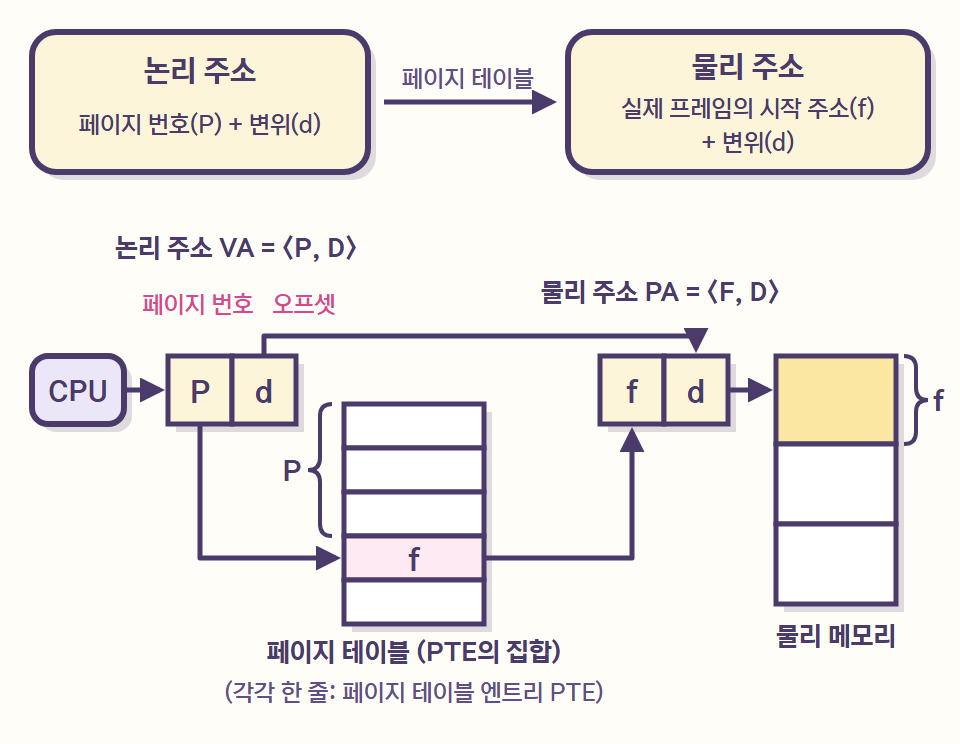 논리 주소
페이지 번호(P) + 변위(d)
페이지 테이블
물리 주소
실제 프레임의 시작 주소(f)
+ 변위(d)
논리 주소 VA = ⟨P, D⟩
페이지 번호 오프셋
물리 주소 PA = ⟨F, D⟩
CPU
P
d
f
d
f
P
f
페이지 테이블 (PTE의 집합)
(각각 한 줄: 페이지 테이블 엔트리 PTE)
물리 메모리